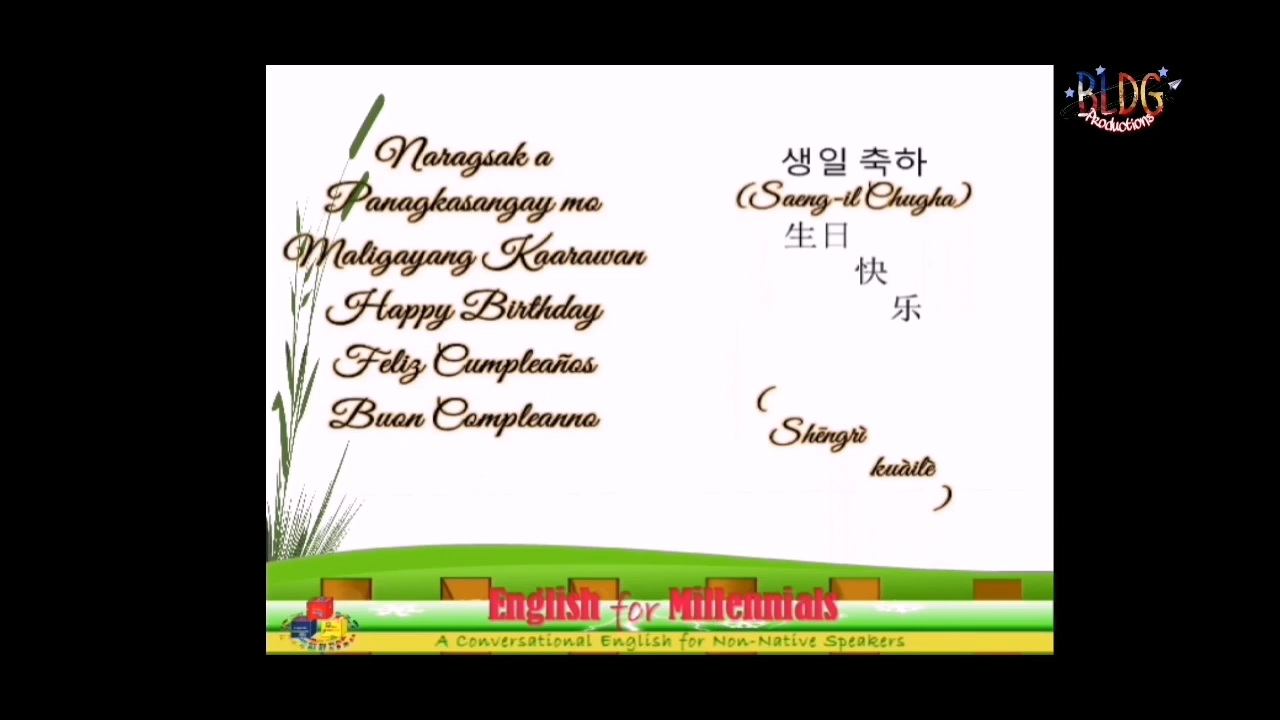 BLDG
Productions
Naragsak a
Panagkasangay mo
Maligayang Kaarawan
Happy Birthday
Feliz Cumpleaños
Buon Compleanno
생일 축하
(Saeng-il Chugha)
生日
快
乐
(
Shēngrì
kuàilè
)
English for Millennials
A Conversational English for Non-Native Speakers